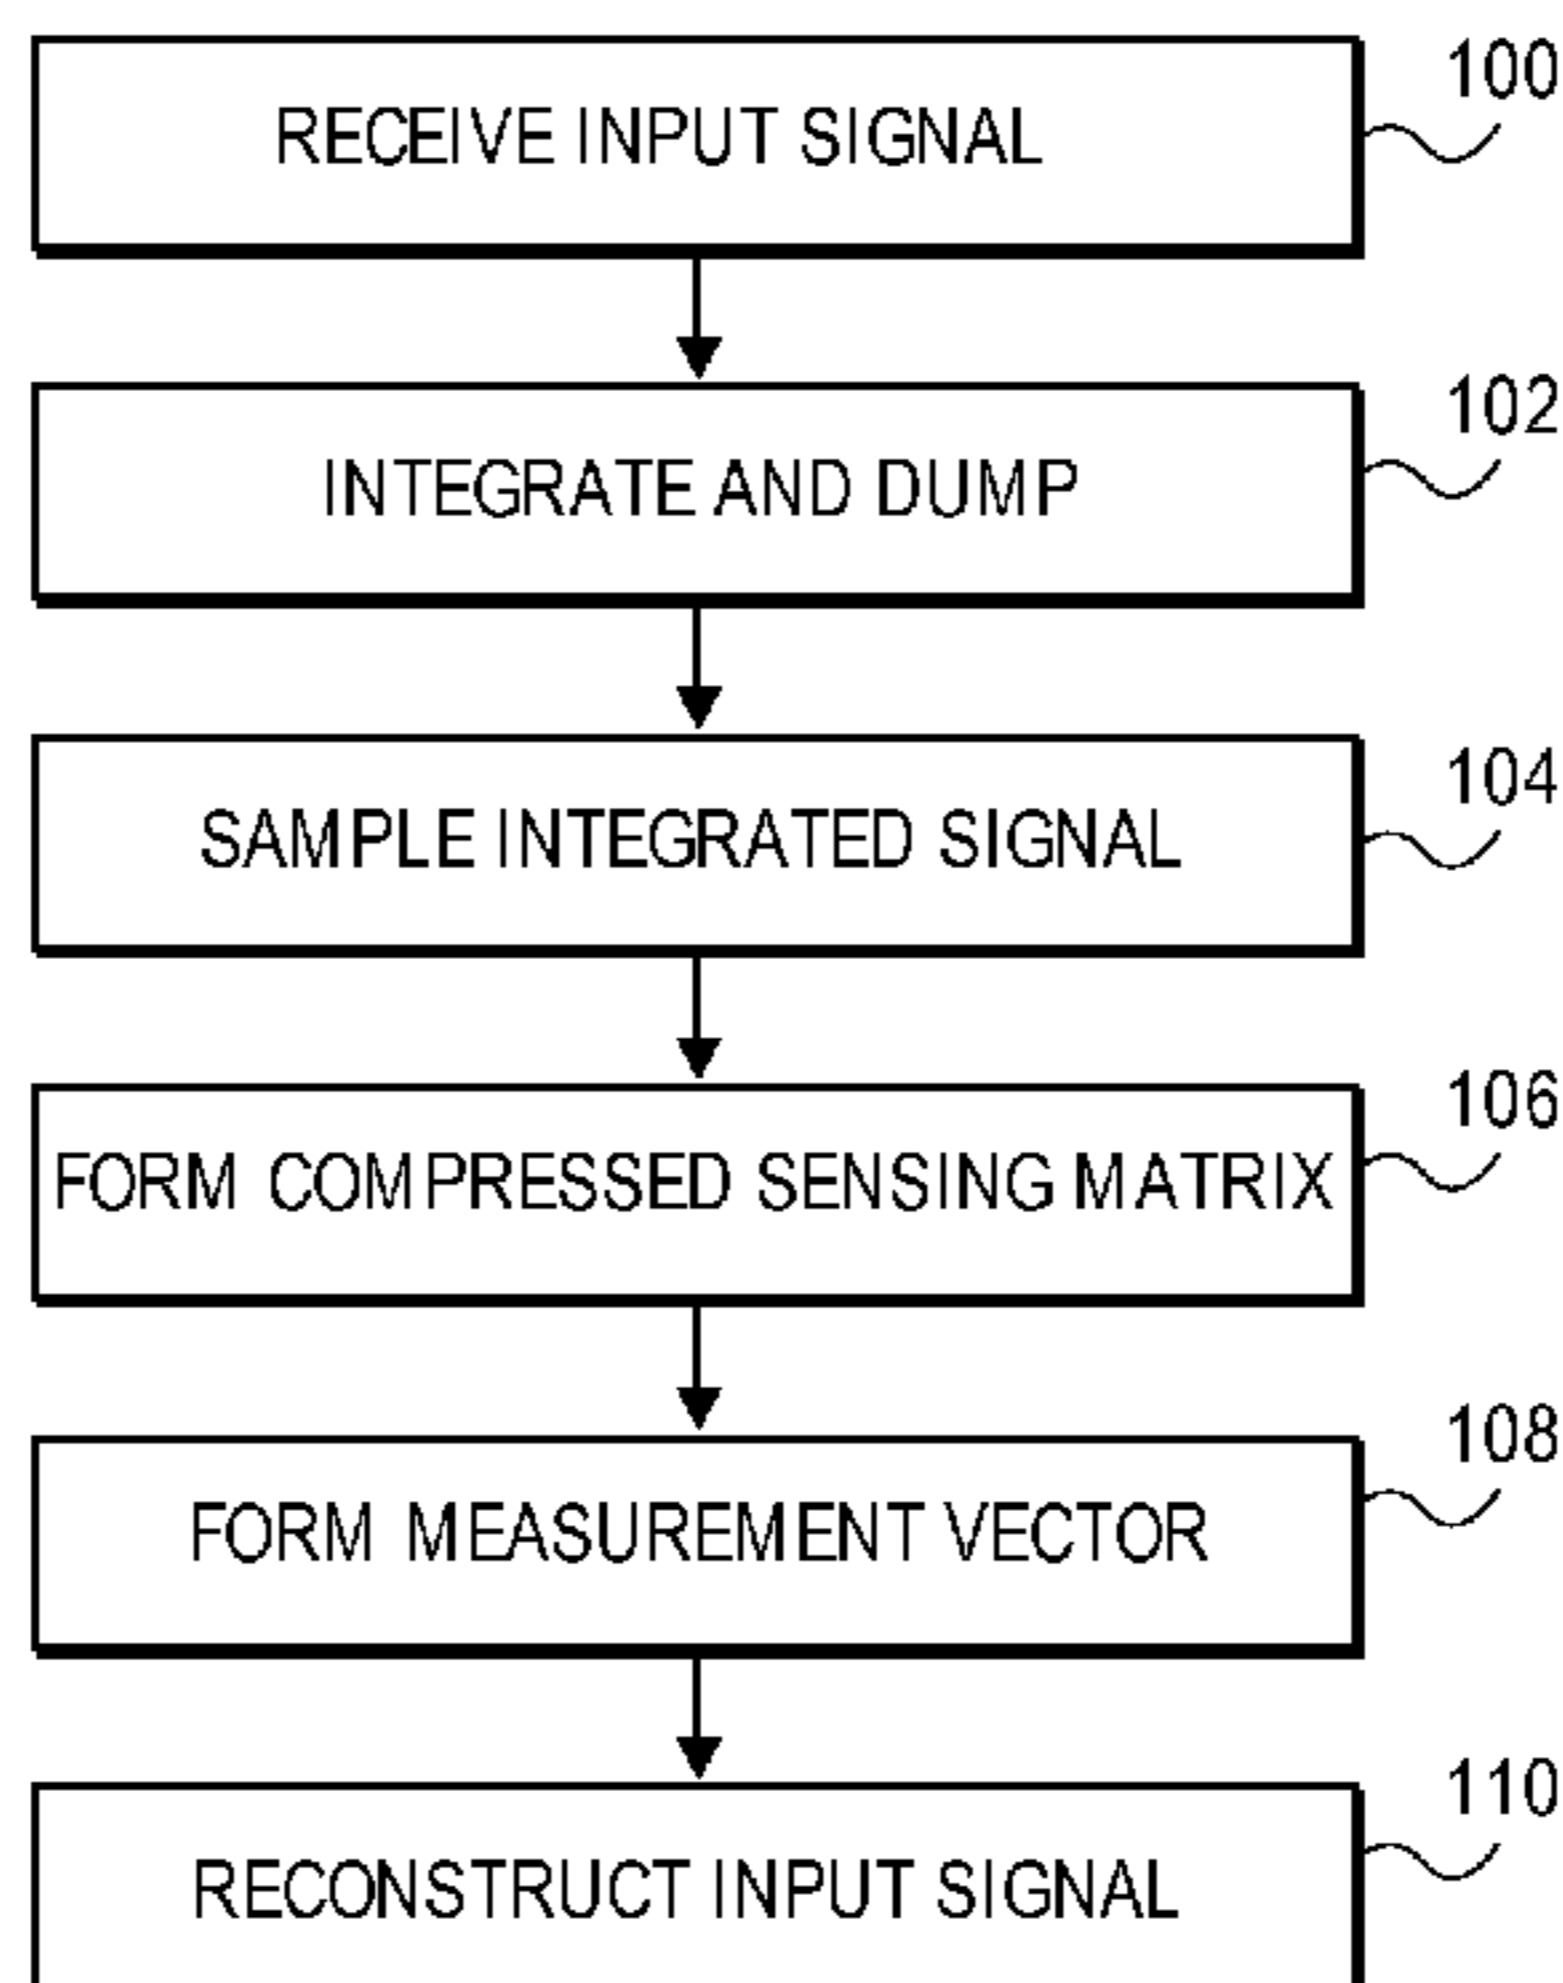 100
RECEIVE INPUT SIGNAL
102
INTEGRATE AND DUMP
104
SAMPLE INTEGRATED SIGNAL
106
FORM COMPRESSED SENSING MATRIX
108
FORM MEASUREMENT VECTOR
110
RECONSTRUCT INPUT SIGNAL